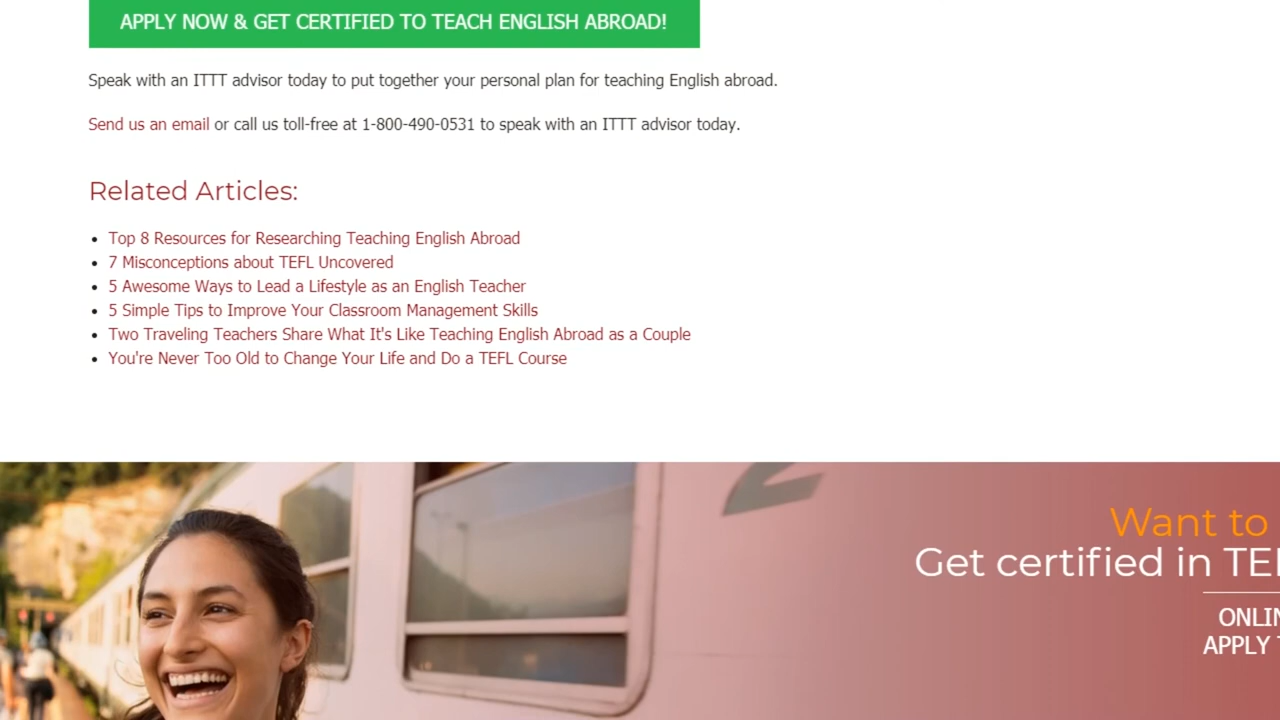 APPLY NOW & GET CERTIFIED TO TEACH ENGLISH ABROAD!
Speak with an ITTT advisor today to put together your personal plan for teaching English abroad.
Send us an email or call us toll-free at 1-800-490-0531 to speak with an ITTT advisor today.
Related Articles:
Top 8 Resources for Researching Teaching English Abroad
7 Misconceptions about TEFL Uncovered
5 Awesome Ways to Lead a Lifestyle as an English Teacher
5 Simple Tips to Improve Your Classroom Management Skills
Two Traveling Teachers Share What It's Like Teaching English Abroad as a Couple
You're Never Too Old to Change Your Life and Do a TEFL Course
Want to
Get certified in
APPLY